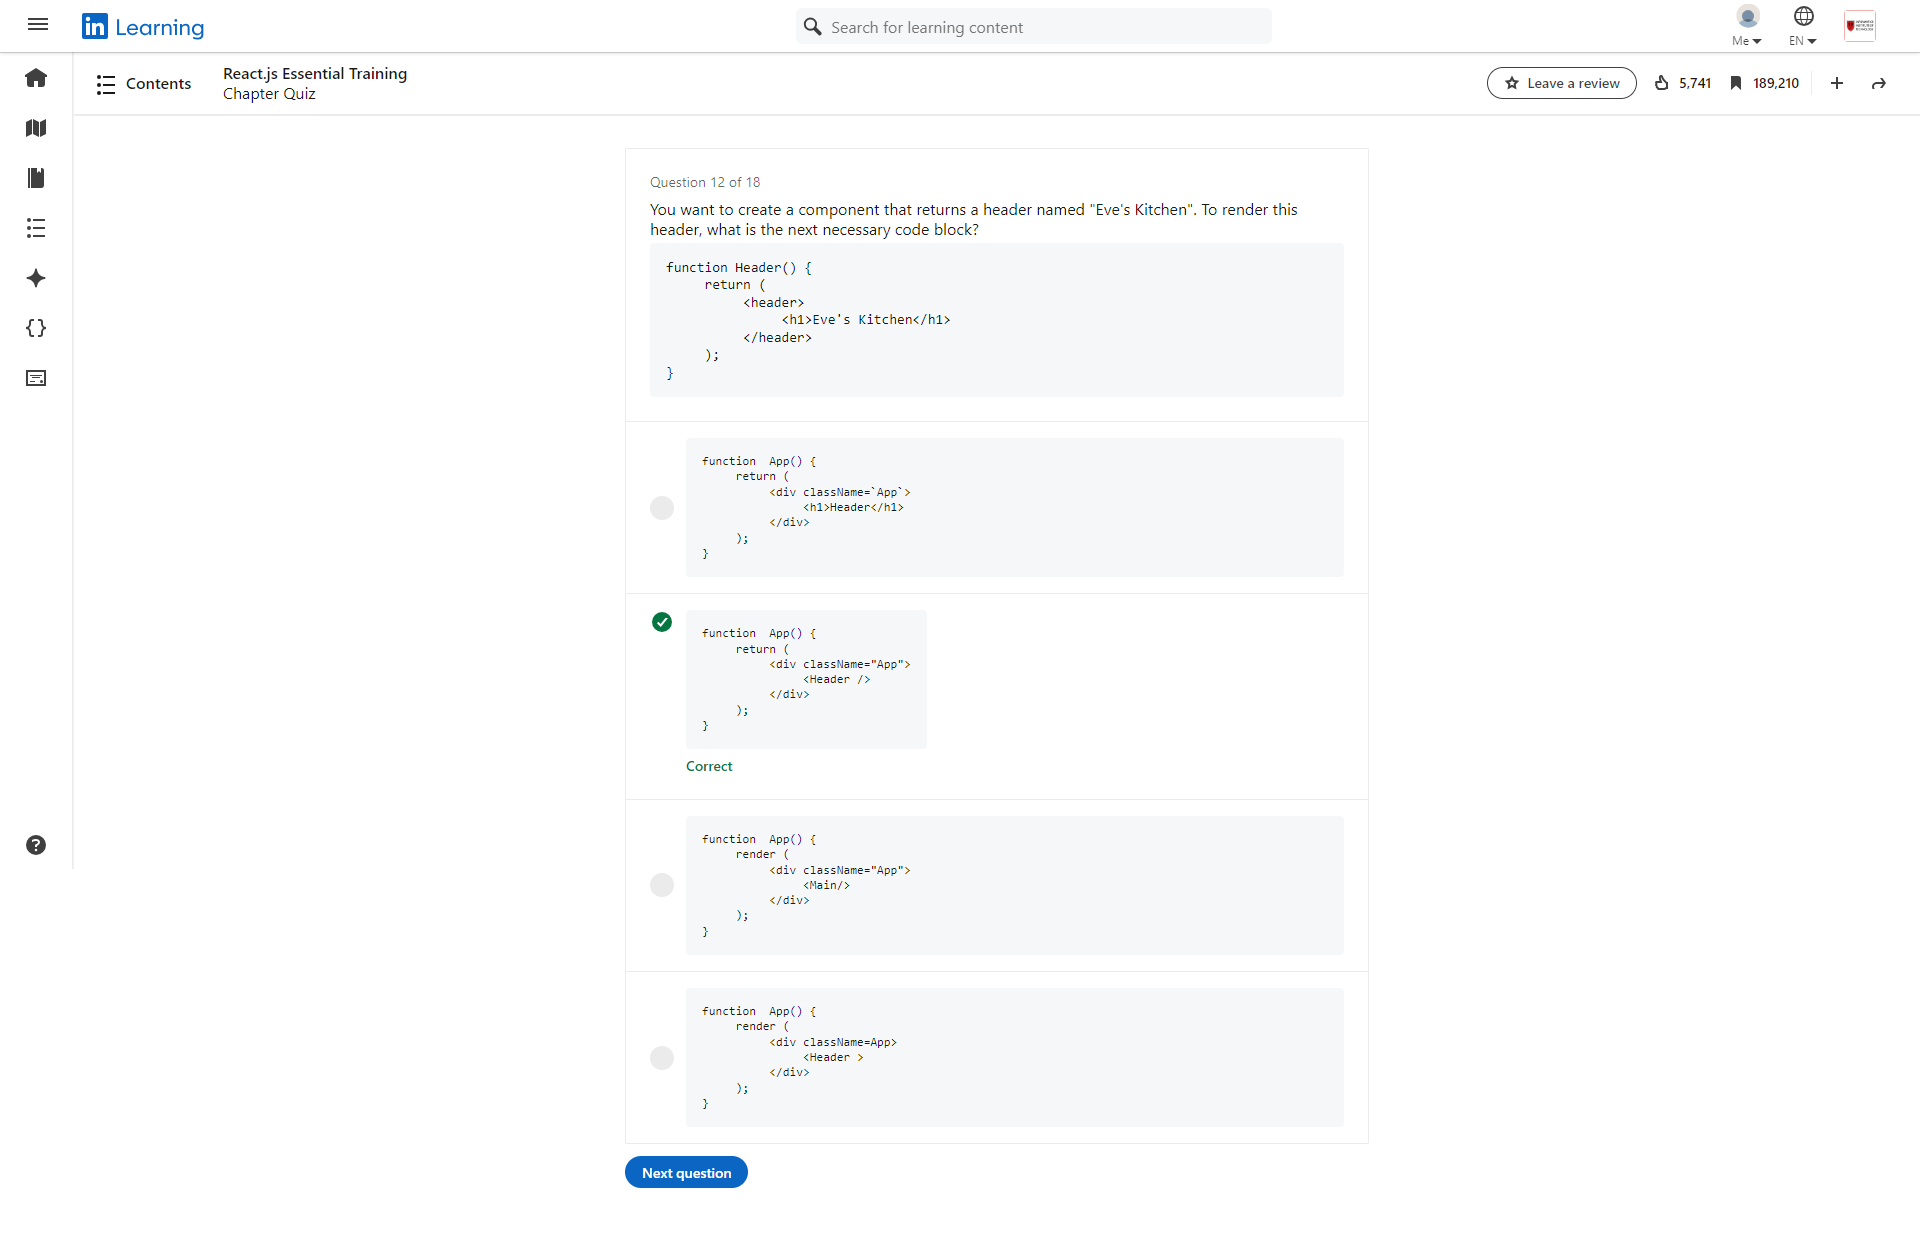 in Learning
Search for learning content
Me
EN
Contents
React.js Essential Training
Chapter Quiz
Leave a review
5,741
189,210
Question 12 of 18
You want to create a component that returns a header named "Eve's Kitchen". To render this
header, what is the next necessary code block?
function Header() {
return (
<header>
<h1>Eve's Kitchen</h1>
</header>
);
}
function  App() {
return (
<div className=`App`>
<h1>Header</h1>
</div>
);
}
function  App() {
return (
<div className="App">
<Header />
</div>
);
}
Correct
function  App() {
render (
<div className="App">
<Main/>
</div>
);
}
function  App() {
render (
<div className=App>
<Header >
</div>
);
}
Next question